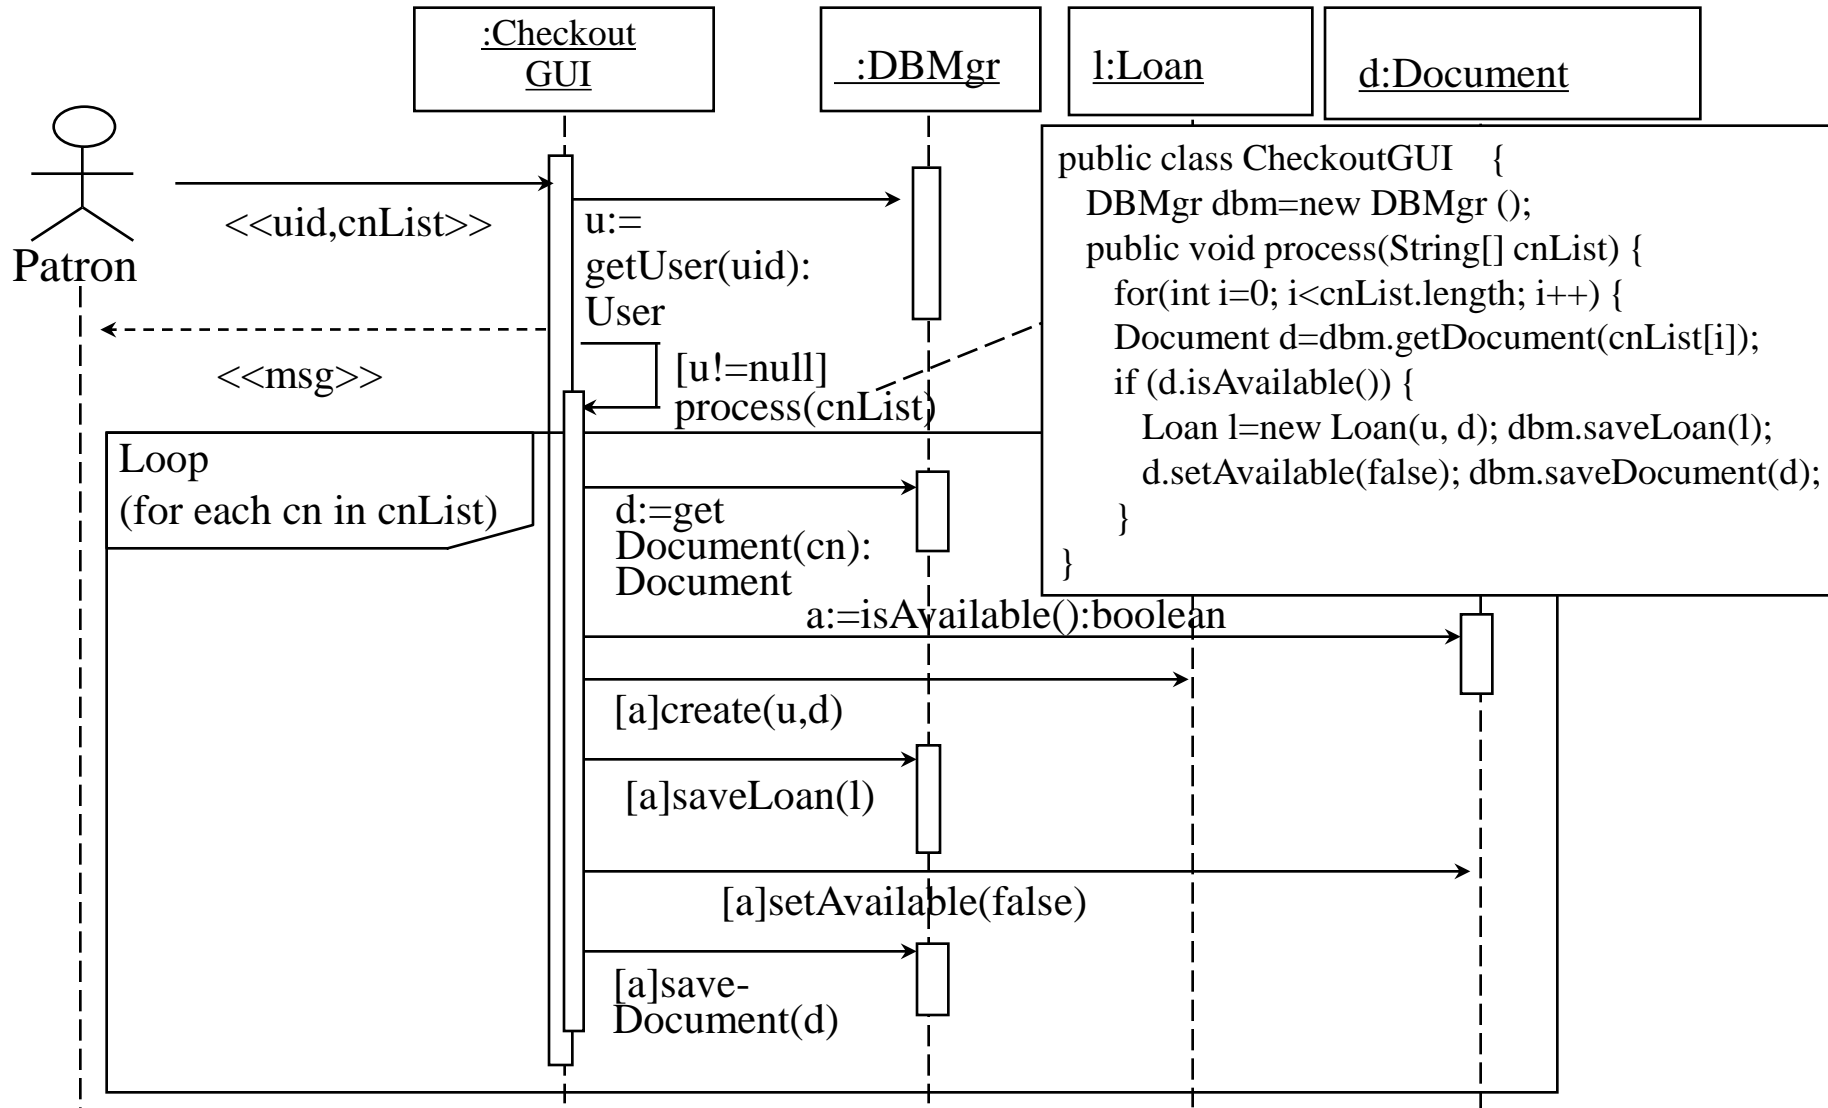 :Checkout
GUI
:DBMgr
l:Loan
d:Document
Patron
<<uid,cnList>>
u:=
getUser(uid):
User
<<msg>>
[u!=null]
process(cnList)
public class CheckoutGUI {
DBMgr dbm=new DBMgr ();
public void process(String[] cnList) {
for(int i=0; i<cnList.length; i++) {
Document d=dbm.getDocument(cnList[i]);
if (d.isAvailable()) {
Loan l=new Loan(u, d); dbm.saveLoan(l);
d.setAvailable(false); dbm.saveDocument(d);
}
}
Loop
(for each cn in cnList)
d:=get
Document(cn):
Document
a:=isAvailable():boolean
[a]create(u,d)
[a]saveLoan(l)
[a]setAvailable(false)
[a]save-
Document(d)